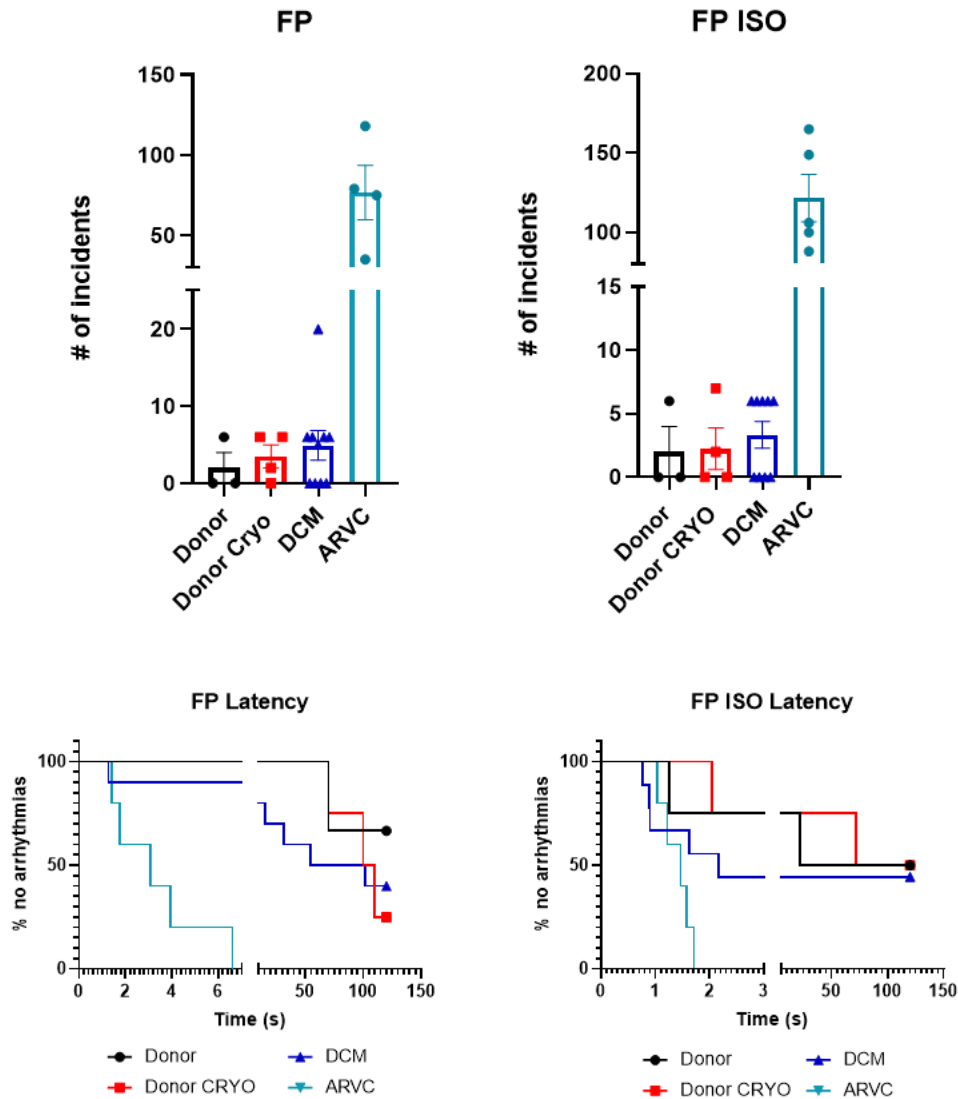 FP
# of incidents
150
100
50
20
10
0
Donor
Donor Cryo
DCM
ARVC
FP ISO
# of incidents
200
150
100
15
10
5
0
Donor
Donor CRYO
DCM
ARVC
FP Latency
% no arrhythmias
100
50
0
0 2 4 6 50 100 150
Time (s)
Donor
DCM
Donor CRYO
ARVC
FP ISO Latency
% no arrhythmias
100
50
0
0 1 2 3 50 100 150
Time (s)
Donor
DCM
Donor CRYO
ARVC